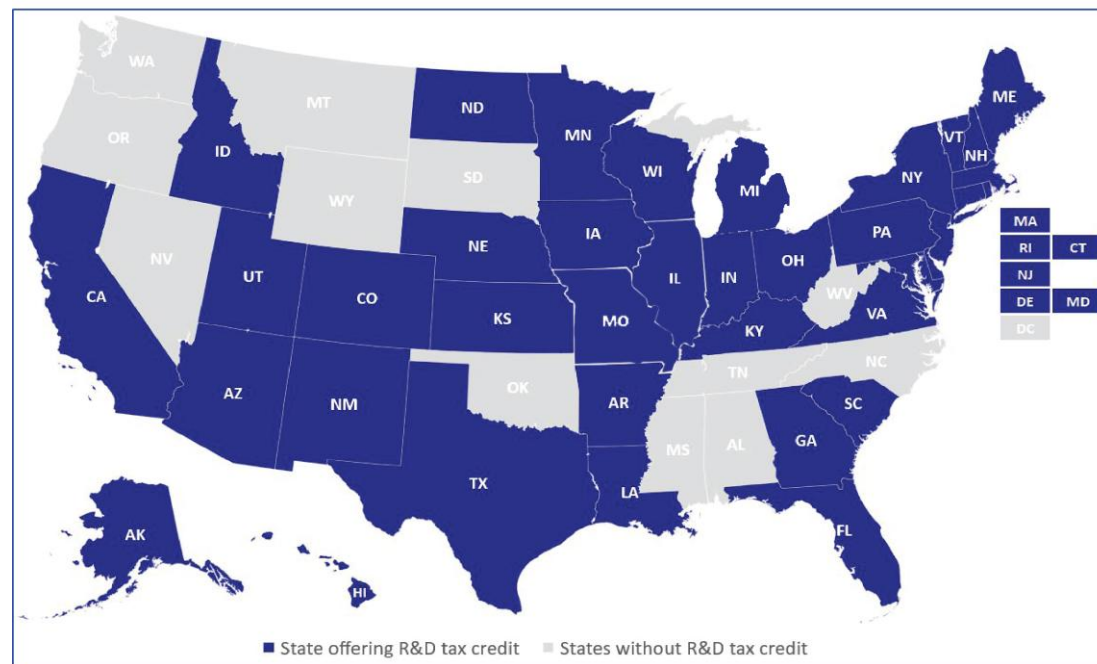 WA
MT
ND
MN
ME
VT
NH
OR
ID
WI
MI
NY
SD
WY
MA
RI CT
NJ
DE MD
DC
IA
PA
NE
NV
UT
CO
IL
IN
OH
WV
VA
CA
KS
MO
KY
NC
TN
OK
AZ
NM
AR
SC
MS
AL
GA
TX
LA
FL
AK
HI
State offering R&D tax credit States without R&D tax credit